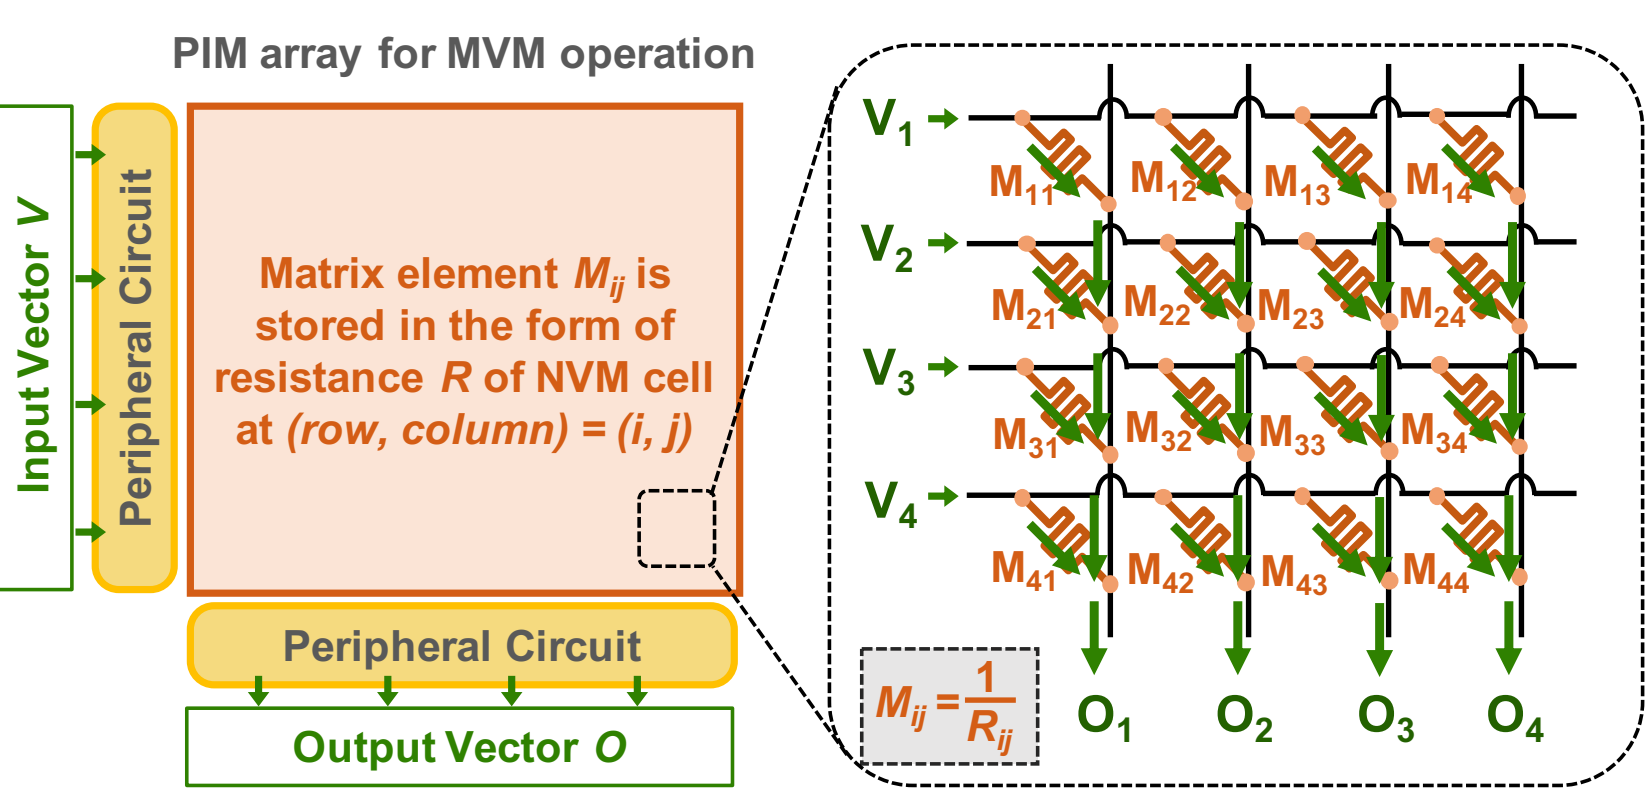 PIM array for MVM operation
Input Vector V
Peripheral Circuit
Matrix element Mij is
stored in the form of
resistance R of NVM cell
at (row, column) = (i, j)
Peripheral Circuit
Output Vector O
V1
M11 M12 M13 M14
V2
M21 M22 M23 M24
V3
M31 M32 M33 M34
V4
M41 M42 M43 M44
Mij = 1/Rij
O1 O2 O3 O4